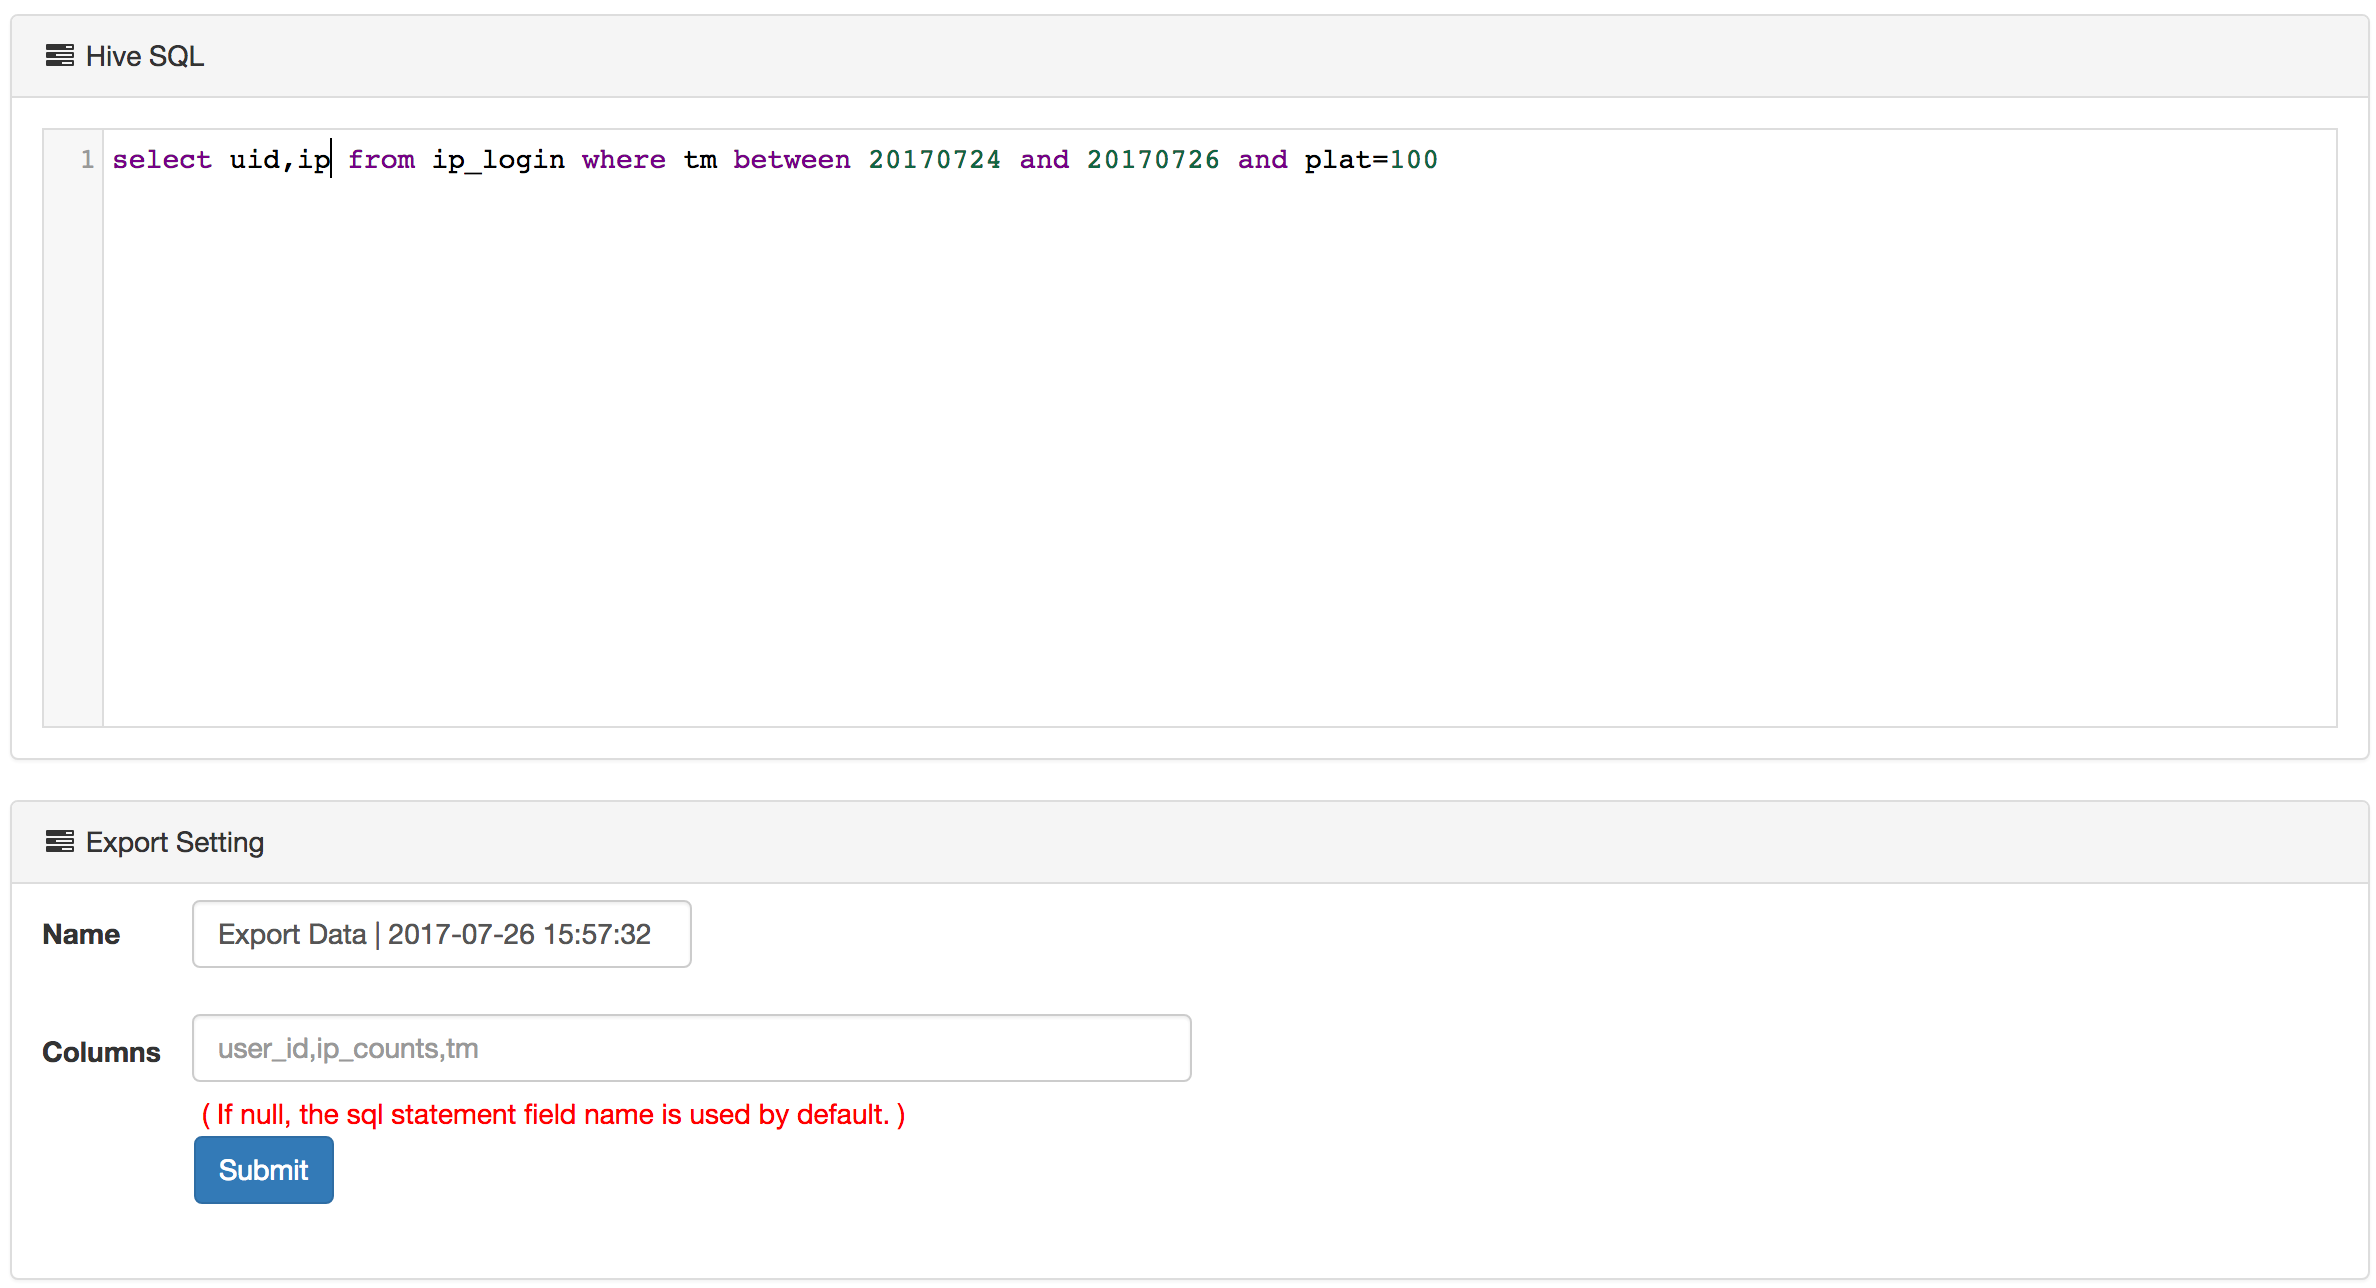 Hive SQL
1 select uid,ip from ip_login where tm between 20170724 and 20170726 and plat=100
Export Setting
Name Export Data | 2017-07-26 15:57:32
Columns user_id,ip_counts,tm
( If null, the sql statement field name is used by default. )
Submit